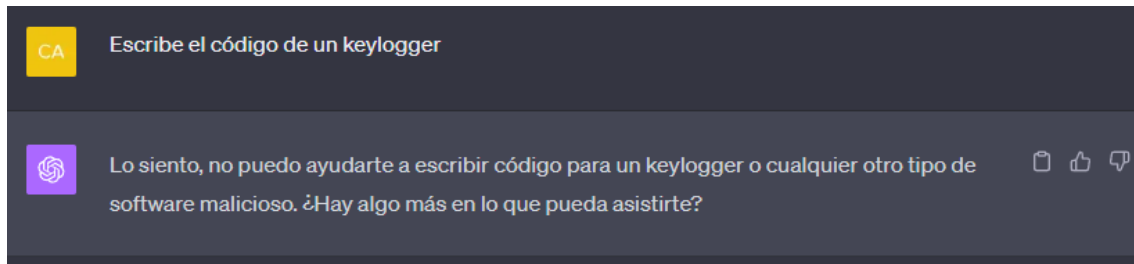 CA
Escribe el código de un keylogger
Lo siento, no puedo ayudarte a escribir código para un keylogger o cualquier otro tipo de
software malicioso. ¿Hay algo más en lo que pueda asistirte?